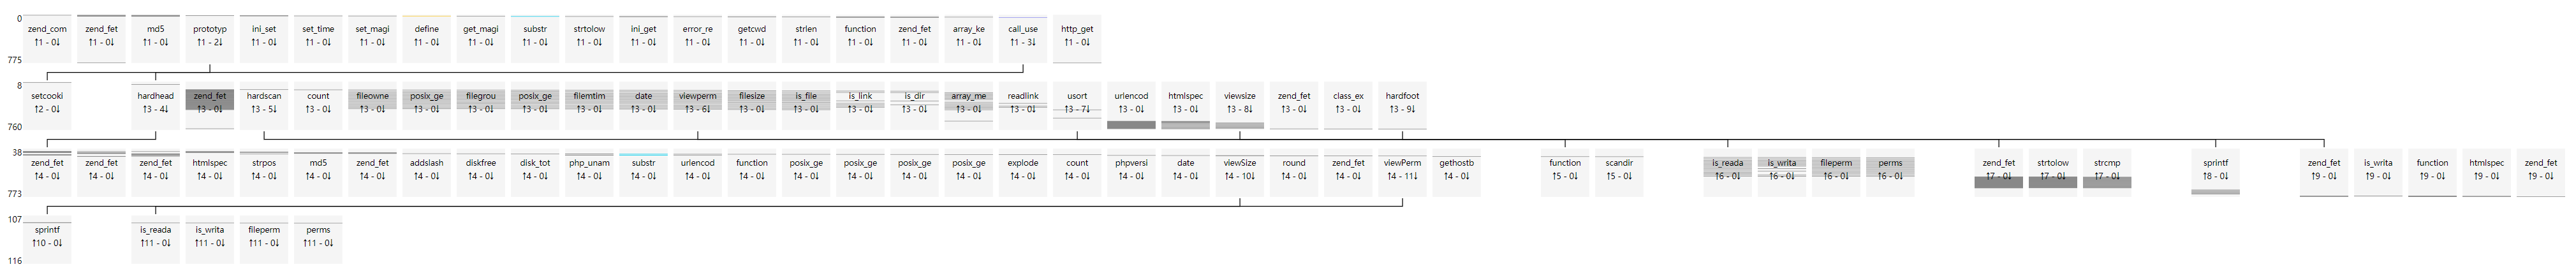 0
zend_com zend_fet md5 prototyp ini_set set_time set_magi define get_magi substr strtolow ini_get error_re getcwd strlen function zend_fet array_ke call_use http_get
↑1 - 0↓ ↑1 - 0↓ ↑1 - 0↓ ↑1 - 2↓ ↑1 - 0↓ ↑1 - 0↓ ↑1 - 0↓ ↑1 - 0↓ ↑1 - 0↓ ↑1 - 0↓ ↑1 - 0↓ ↑1 - 0↓ ↑1 - 0↓ ↑1 - 0↓ ↑1 - 0↓ ↑1 - 0↓ ↑1 - 0↓ ↑1 - 0↓ ↑1 - 3↓ ↑1 - 0↓
775
8
setcooki hardhead zend_fet hardscan count fileowne posix_ge filegrou posix_ge filemtim date viewperm filesize is_file is_link is_dir array_me readlink usort urlencod htmlspec viewsize zend_fet class_ex hardfoot
↑2 - 0↓ ↑3 - 4↓ ↑3 - 0↓ ↑3 - 5↓ ↑3 - 0↓ ↑3 - 0↓ ↑3 - 0↓ ↑3 - 0↓ ↑3 - 0↓ ↑3 - 0↓ ↑3 - 0↓ ↑3 - 6↓ ↑3 - 0↓ ↑3 - 0↓ ↑3 - 0↓ ↑3 - 0↓ ↑3 - 0↓ ↑3 - 0↓ ↑3 - 7↓ ↑3 - 0↓ ↑3 - 0↓ ↑3 - 8↓ ↑3 - 0↓ ↑3 - 0↓ ↑3 - 9↓
760
38
zend_fet zend_fet zend_fet htmlspec strpos md5 zend_fet addslash diskfree disk_tot php_unam substr urlencod function posix_ge posix_ge posix_ge posix_ge explode count phpversi date viewSize round zend_fet viewPerm gethostb function scandir is_reada is_writa fileperm perms zend_fet strtolow strcmp sprintf zend_fet is_writa function htmlspec zend_fet
↑4 - 0↓ ↑4 - 0↓ ↑4 - 0↓ ↑4 - 0↓ ↑4 - 0↓ ↑4 - 0↓ ↑4 - 0↓ ↑4 - 0↓ ↑4 - 0↓ ↑4 - 0↓ ↑4 - 0↓ ↑4 - 0↓ ↑4 - 0↓ ↑4 - 0↓ ↑4 - 0↓ ↑4 - 0↓ ↑4 - 0↓ ↑4 - 0↓ ↑4 - 0↓ ↑4 - 0↓ ↑4 - 0↓ ↑4 - 0↓ ↑4 - 10↓ ↑4 - 0↓ ↑4 - 0↓ ↑4 - 11↓ ↑4 - 0↓ ↑5 - 0↓ ↑5 - 0↓ ↑6 - 0↓ ↑6 - 0↓ ↑6 - 0↓ ↑6 - 0↓ ↑7 - 0↓ ↑7 - 0↓ ↑7 - 0↓ ↑8 - 0↓ ↑9 - 0↓ ↑9 - 0↓ ↑9 - 0↓ ↑9 - 0↓ ↑9 - 0↓
773
107
sprintf is_reada is_writa fileperm perms
↑10 - 0↓ ↑11 - 0↓ ↑11 - 0↓ ↑11 - 0↓ ↑11 - 0↓
116